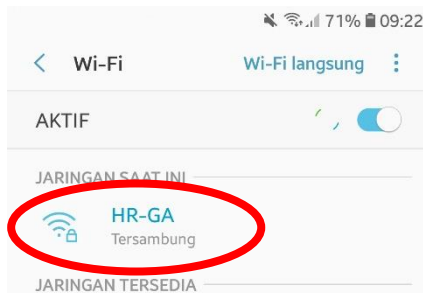 71% 09:22
Wi-Fi Wi-Fi langsung
AKTIF
JARINGAN SAAT INI
HR-GA
Tersambung
JARINGAN TERSEDIA